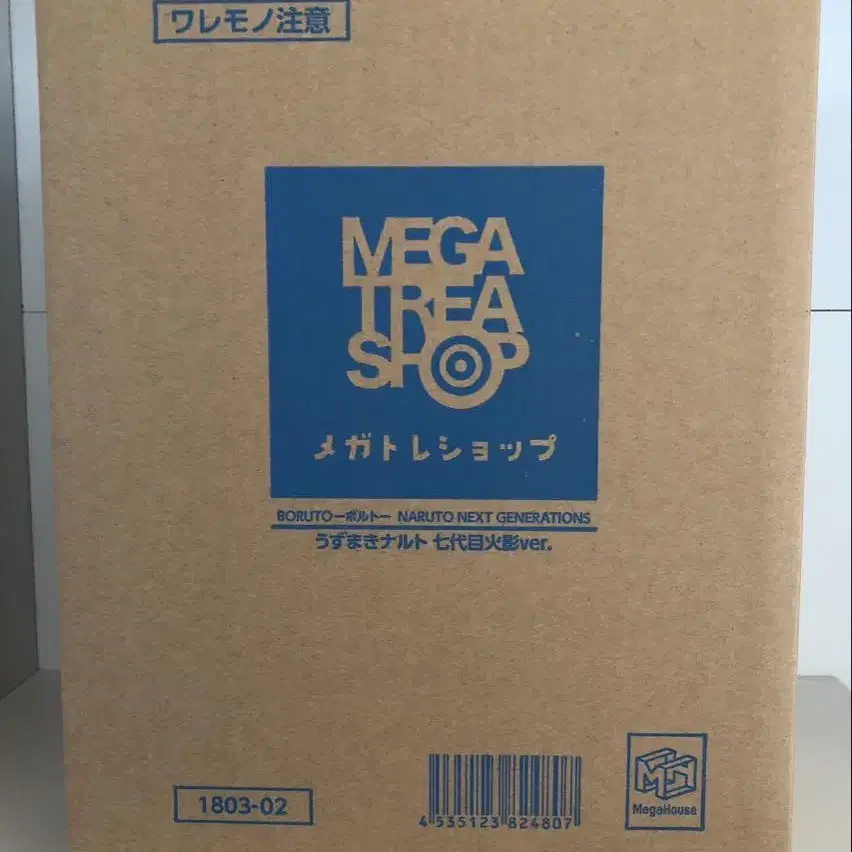 ワレモノ注意
MEGA
TREA
SHOP
メガトレショップ
BORUTO－ボルト－ NARUTO NEXT GENERATIONS
うずまきナルト 七代目火影ver.
1803-02
4 535123 824807
MegaHouse